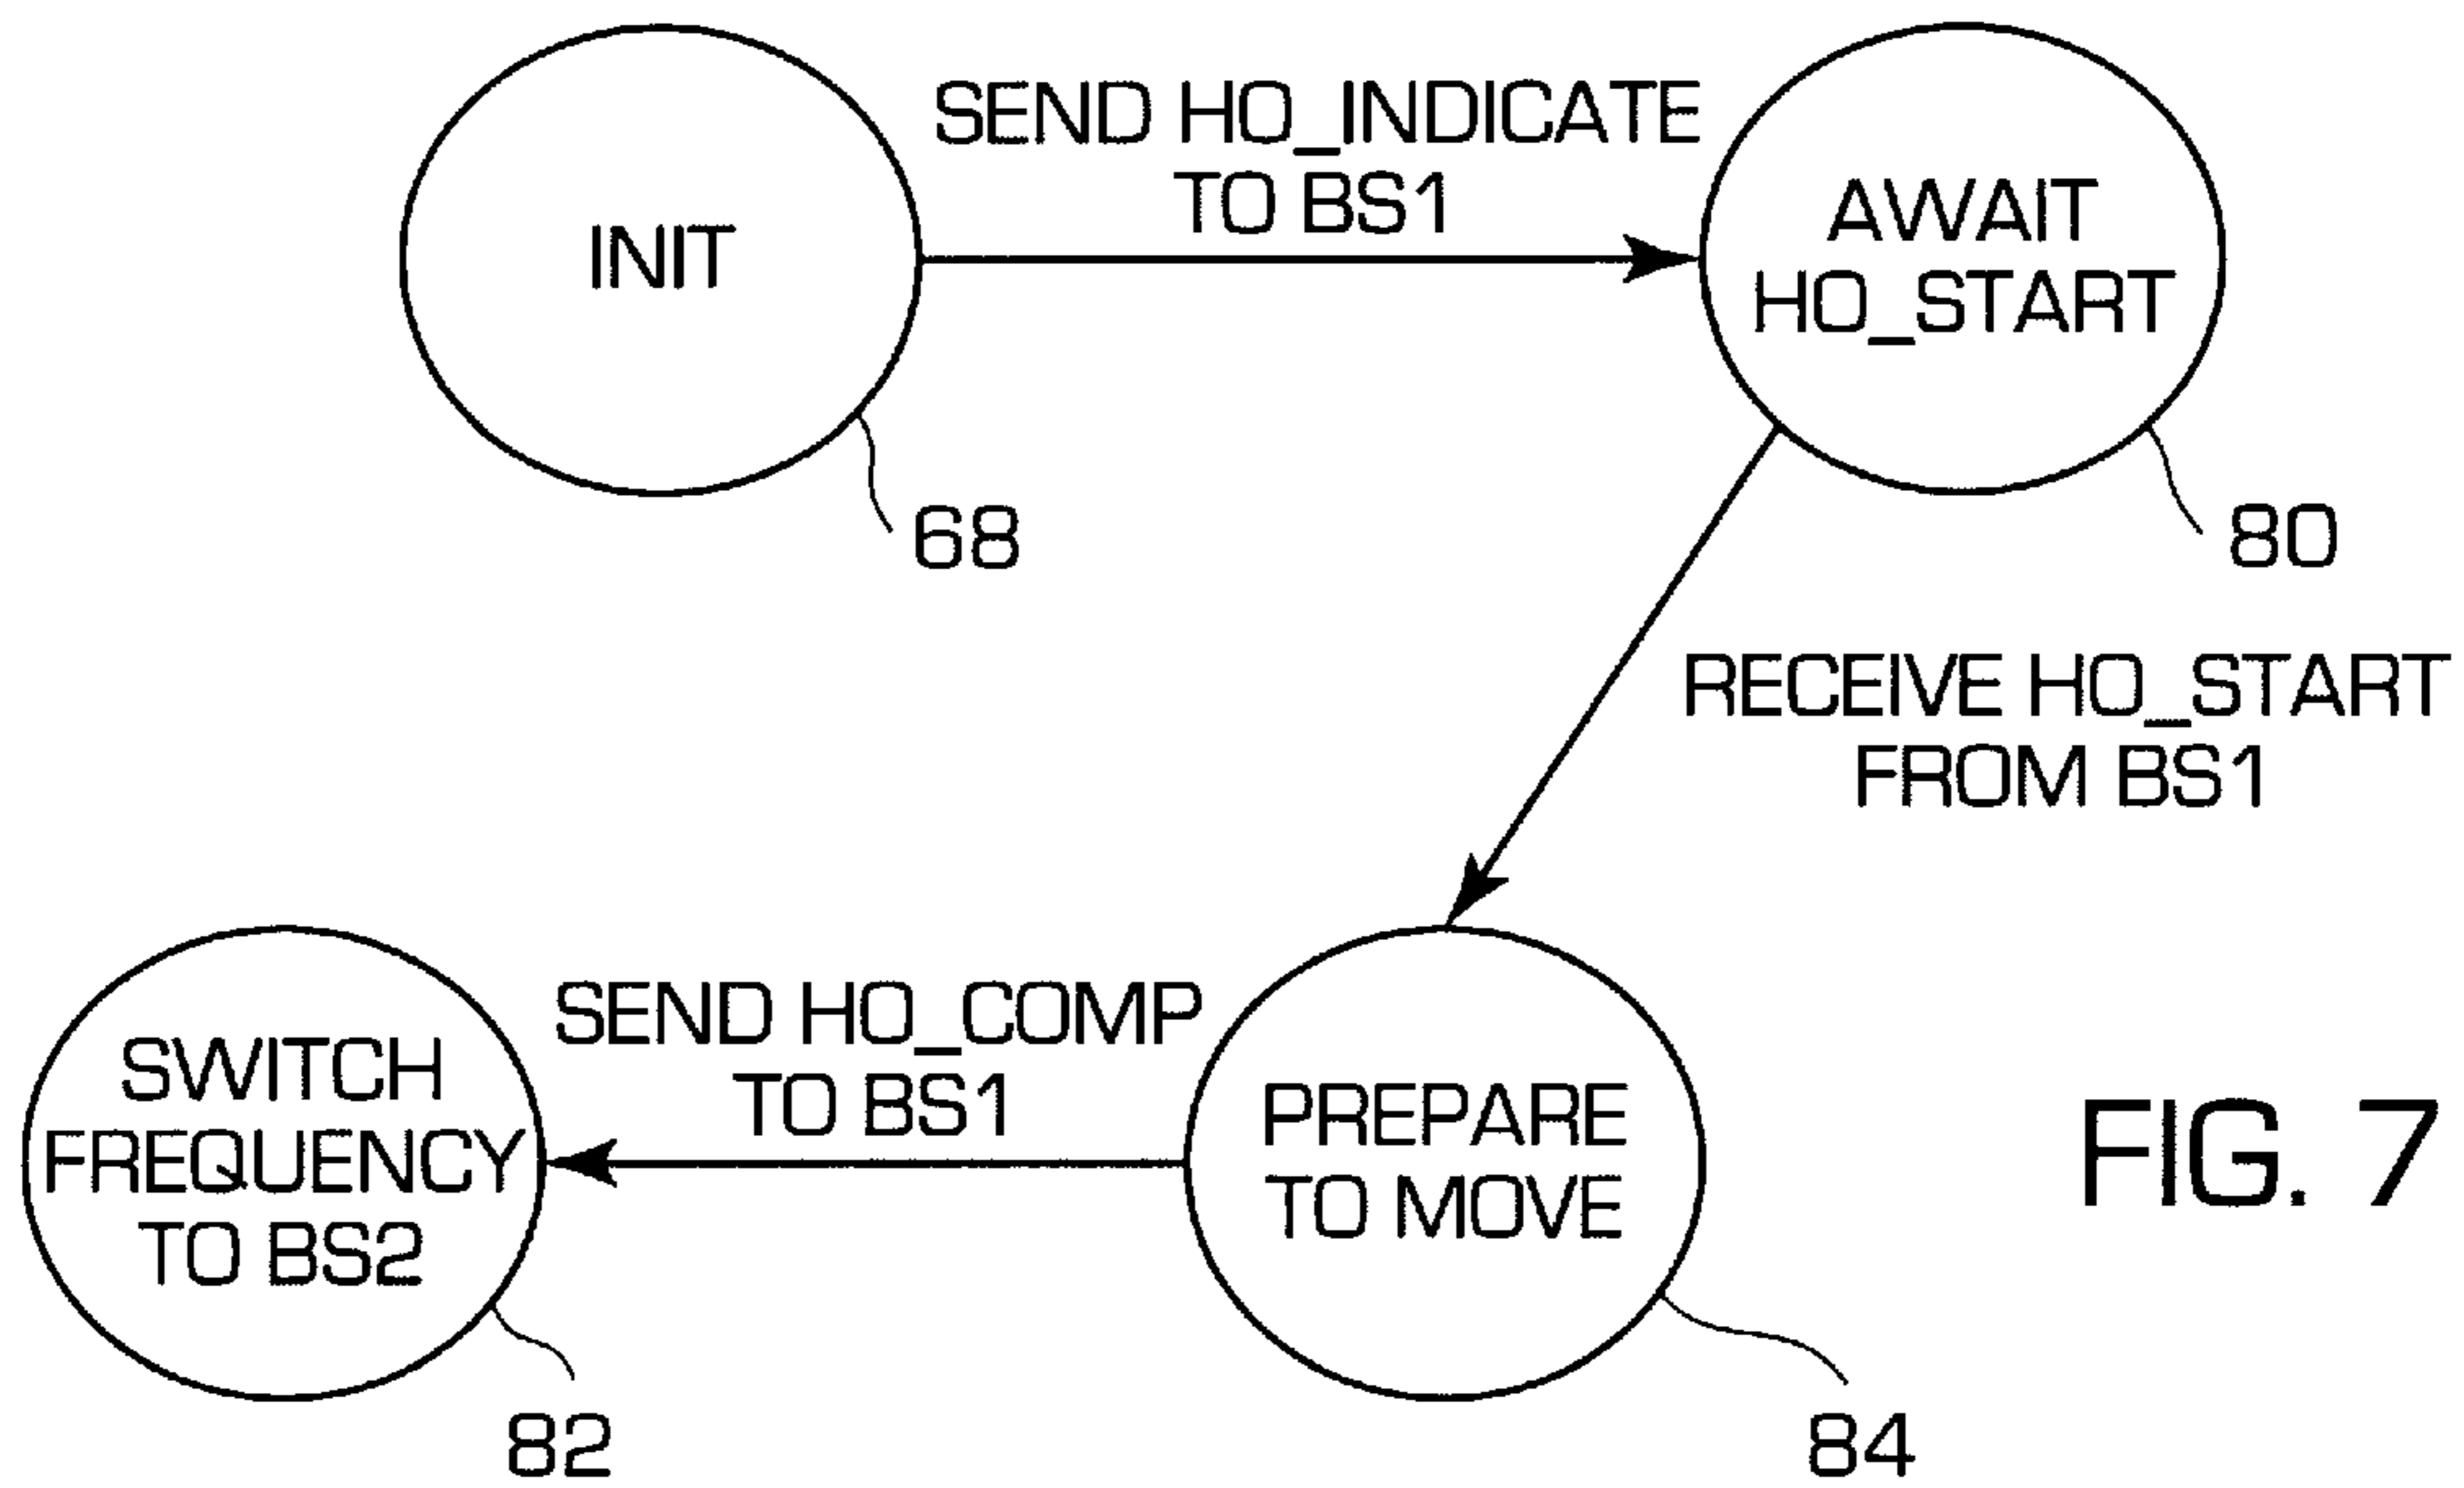 INIT
SEND HO_INDICATE
TO BS1
AWAIT
HO_START
68
80
RECEIVE HO_START
FROM BS1
SWITCH
FREQUENCY
TO BS2
SEND HO_COMP
TO BS1
PREPARE
TO MOVE
FIG. 7
82
84